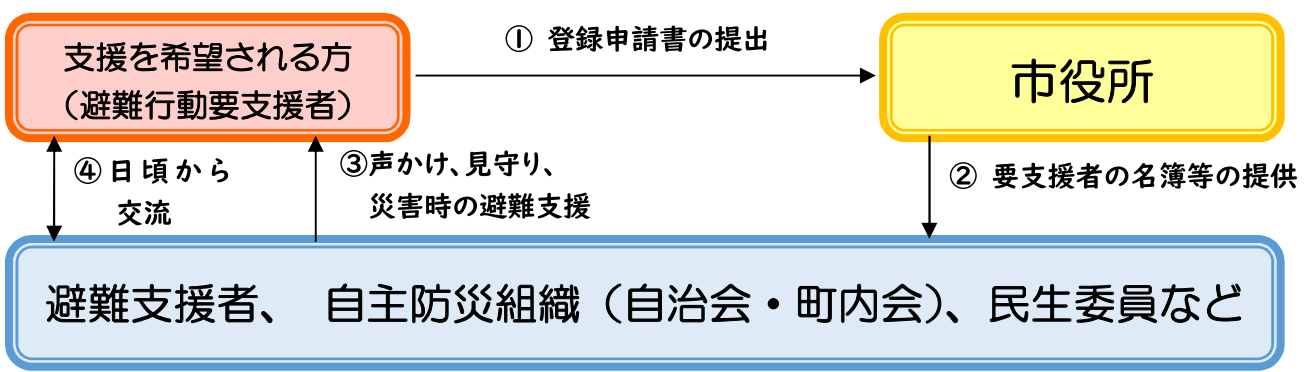 支援を希望される方
（避難行動要支援者）
① 登録申請書の提出
市役所
④日頃から
交流
③声かけ、見守り、
災害時の避難支援
② 要支援者の名簿等の提供
避難支援者、 自主防災組織（自治会・町内会）、民生委員など